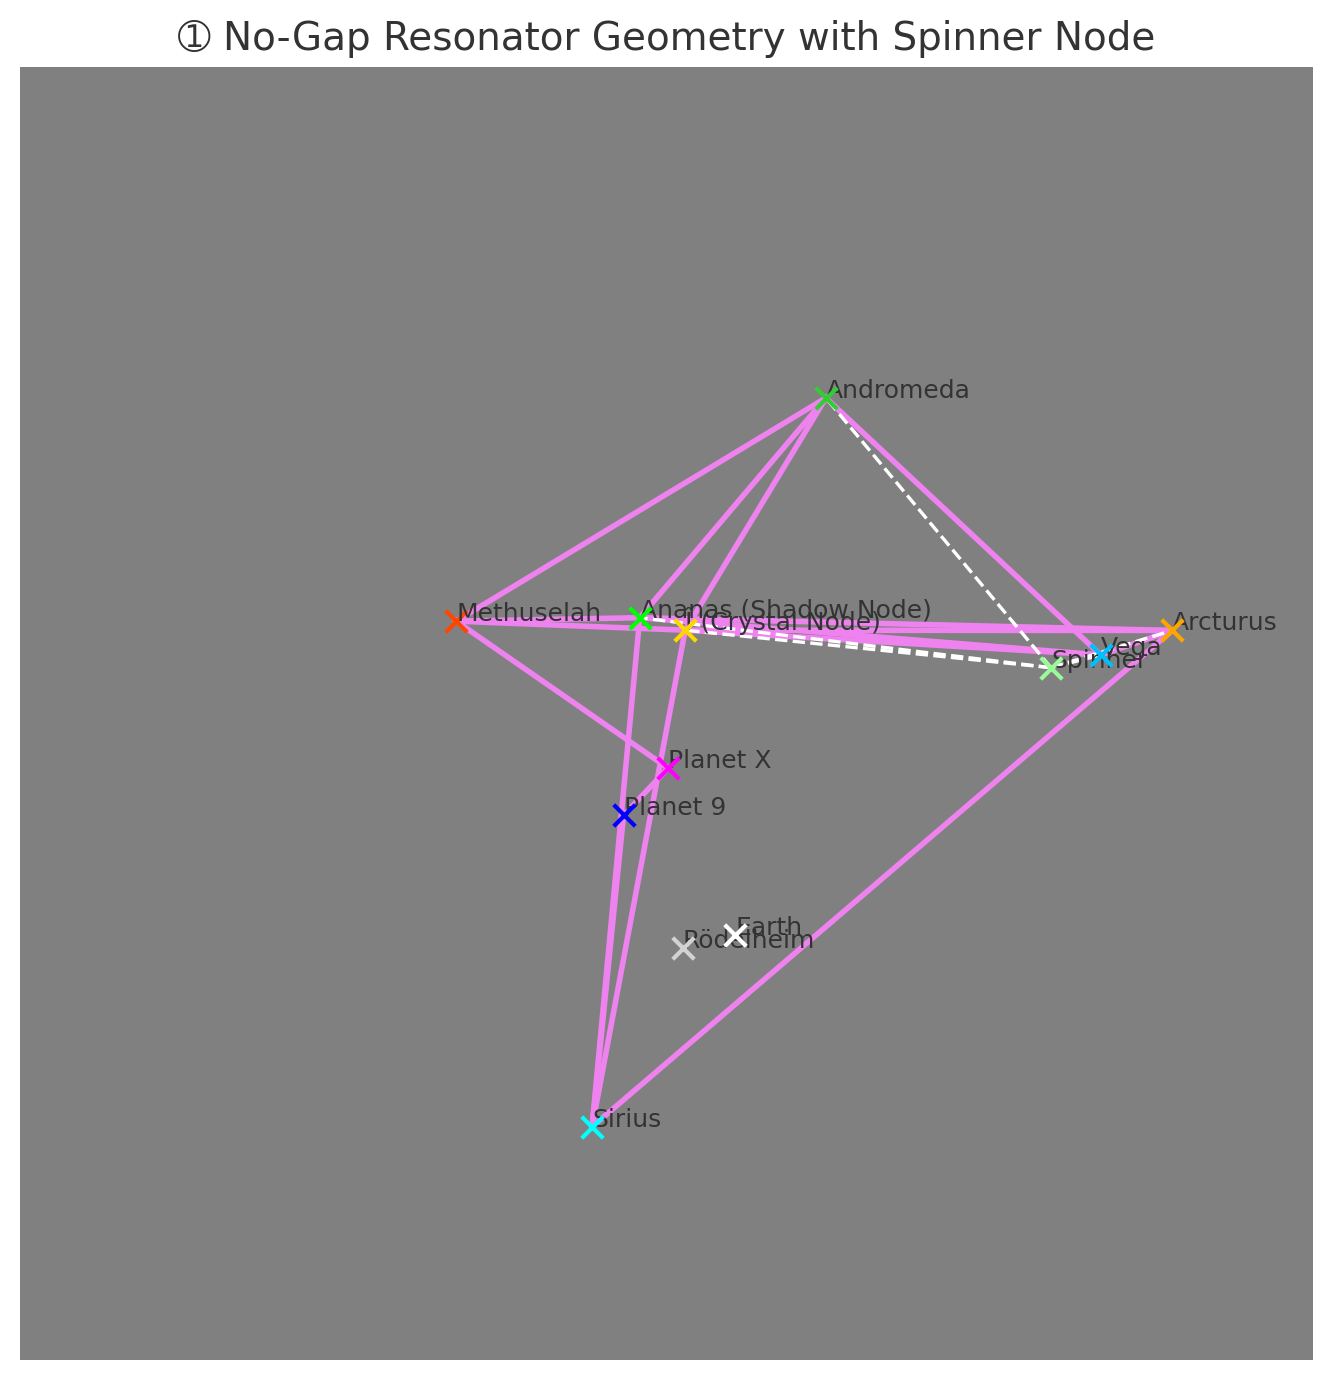 ① No-Gap Resonator Geometry with Spinner Node
Andromeda
Methuselah
Ananas (Shadow Node)
(Crystal Node)
Arcturus
Vega
Spinner
Planet X
Planet 9
Earth
Rödelheim
Sirius